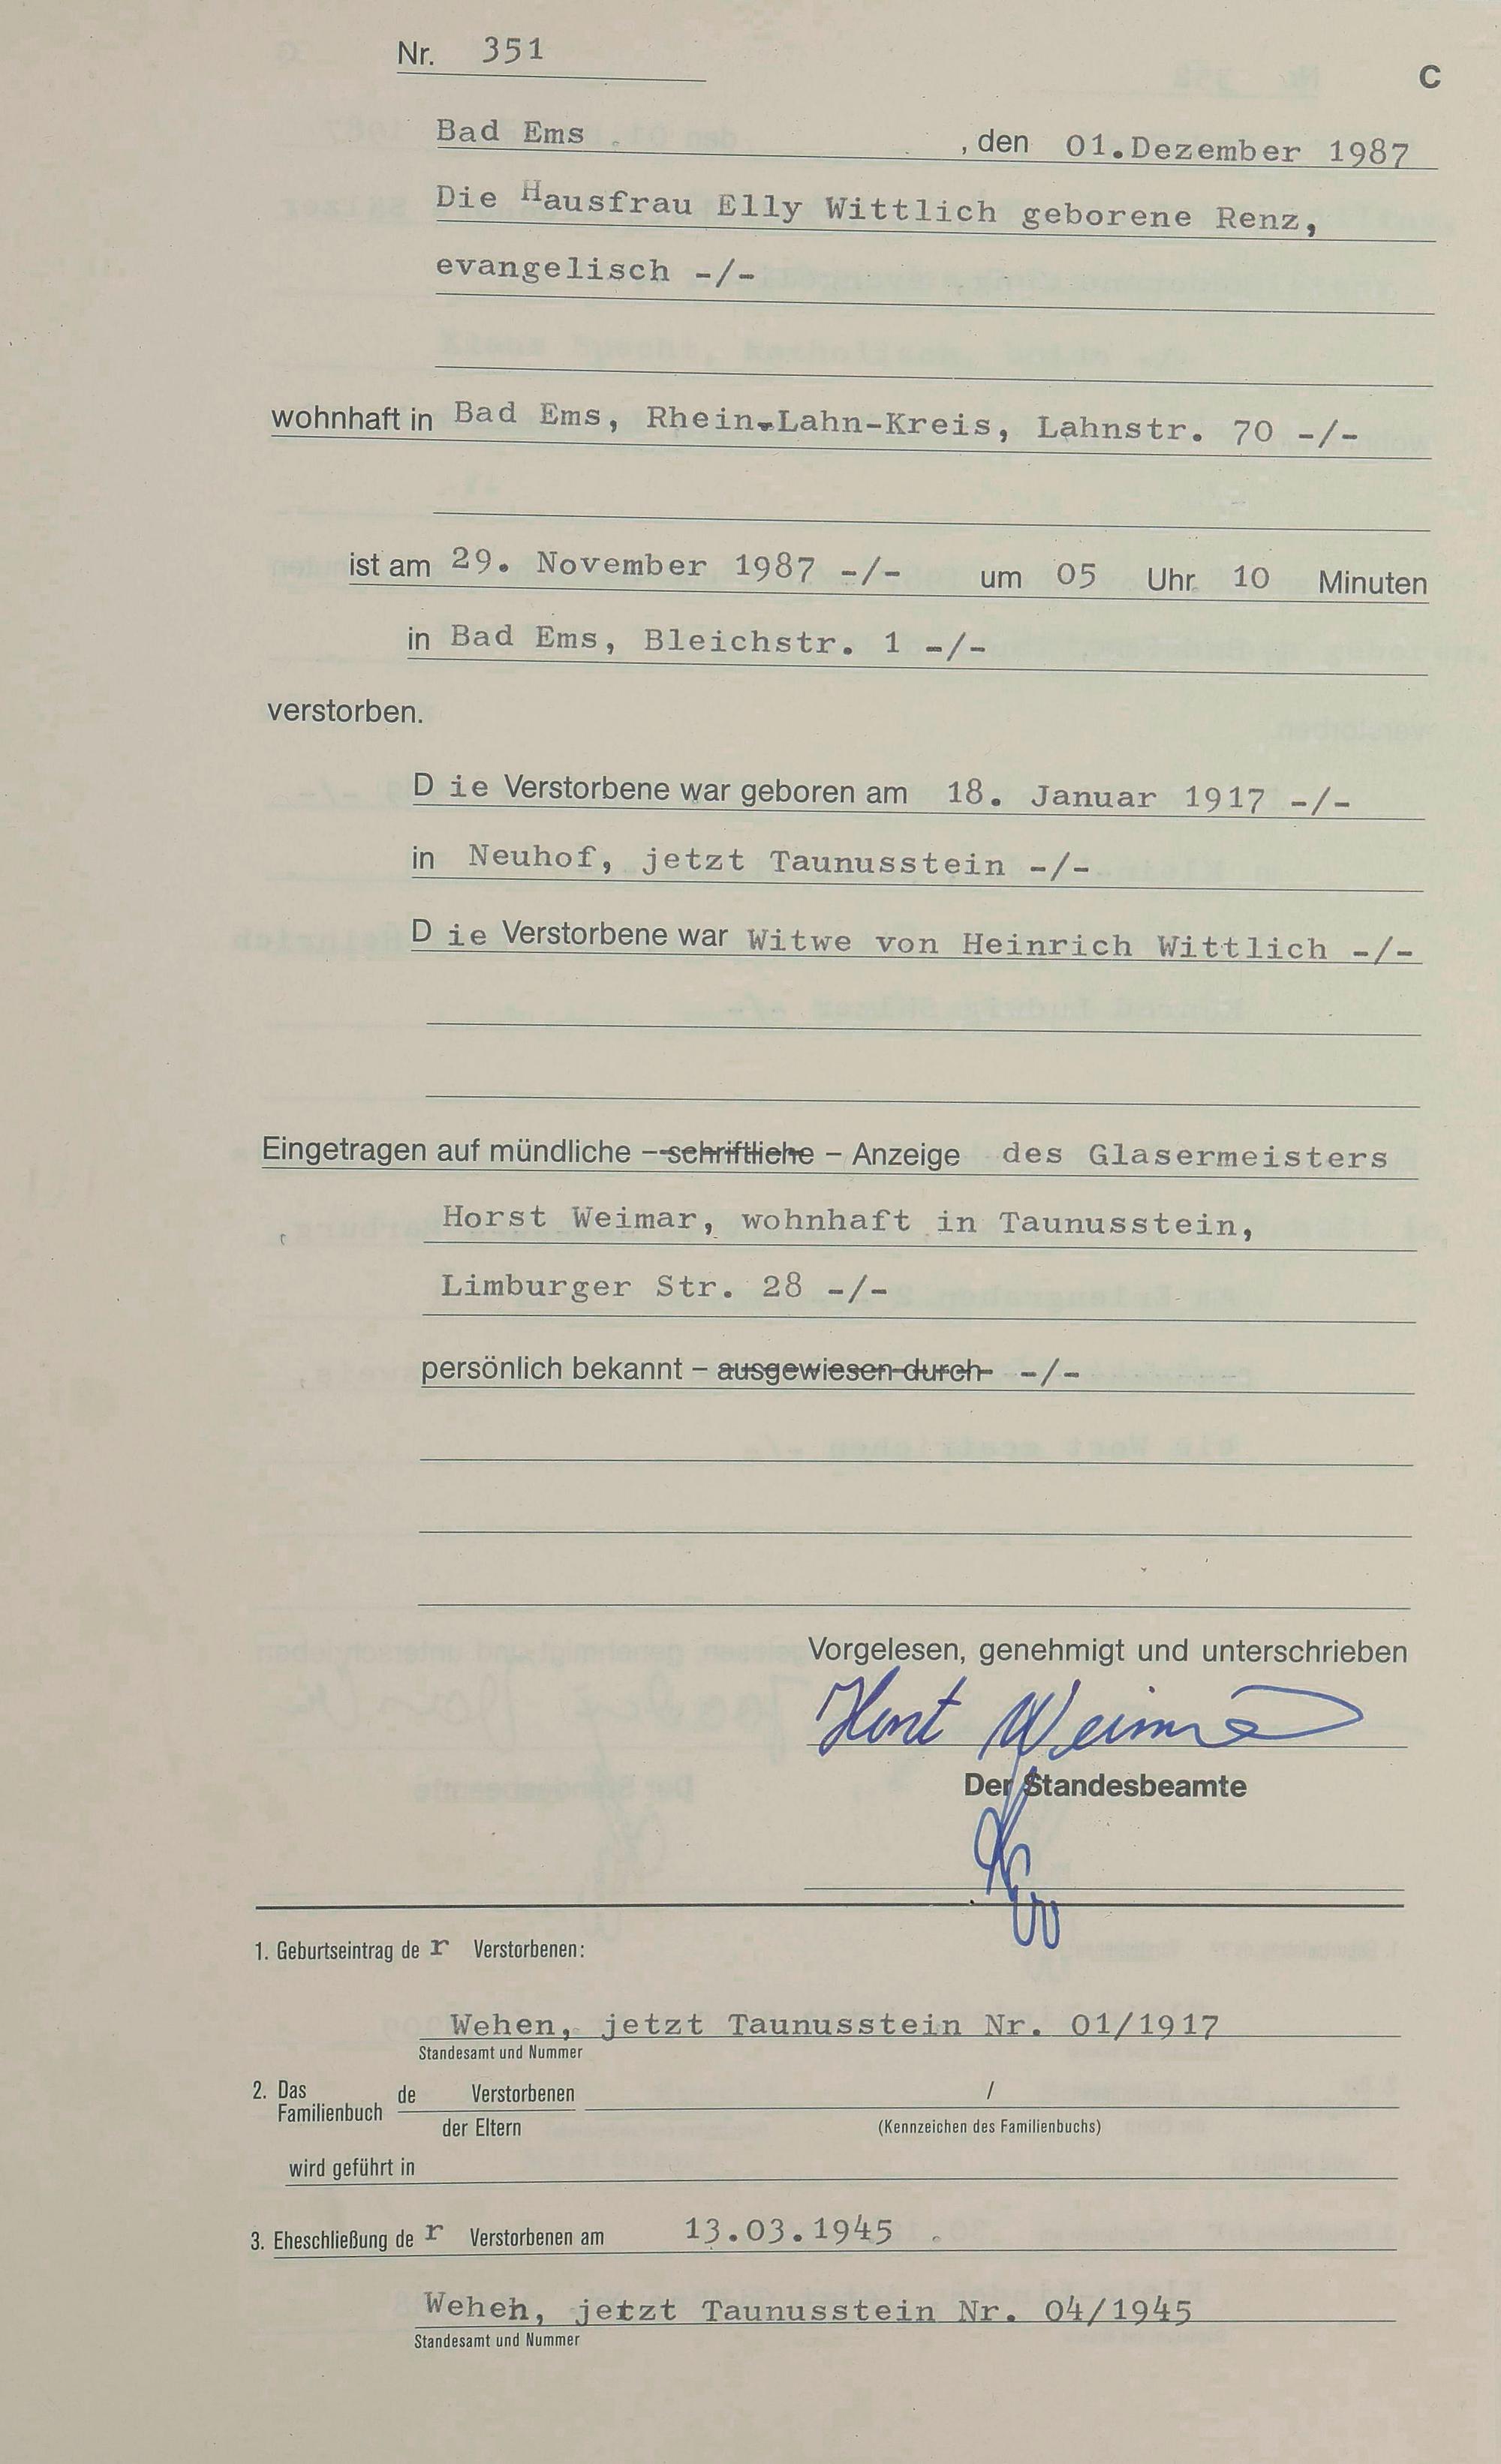 Nr. 351
C
Bad Ems , den 01.Dezember 1987
Die Hausfrau Elly Wittlich geborene Renz,
evangelisch -/-
wohnhaft in Bad Ems, Rhein-Lahn-Kreis, Lahnstr. 70 -/-
ist am 29. November 1987 -/- um 05 Uhr 10 Minuten
in Bad Ems, Bleichstr. 1 -/-
verstorben.
D ie Verstorbene war geboren am 18. Januar 1917 -/-
in Neuhof, jetzt Taunusstein -/-
D ie Verstorbene war Witwe von Heinrich Wittlich -/-
Eingetragen auf mündliche – schriftliche – Anzeige des Glasermeisters
Horst Weimar, wohnhaft in Taunusstein,
Limburger Str. 28 -/-
persönlich bekannt – ausgewiesen durch -/-
Vorgelesen, genehmigt und unterschrieben
Horst Weimar
Der Standesbeamte
1. Geburtseintrag de r Verstorbenen:
Wehen, jetzt Taunusstein Nr. 01/1917
Standesamt und Nummer
2. Das Familienbuch de Verstorbenen /
der Eltern (Kennzeichen des Familienbuchs)
wird geführt in
3. Eheschließung de r Verstorbenen am 13.03.1945
Weheh, jetzt Taunusstein Nr. 04/1945
Standesamt und Nummer